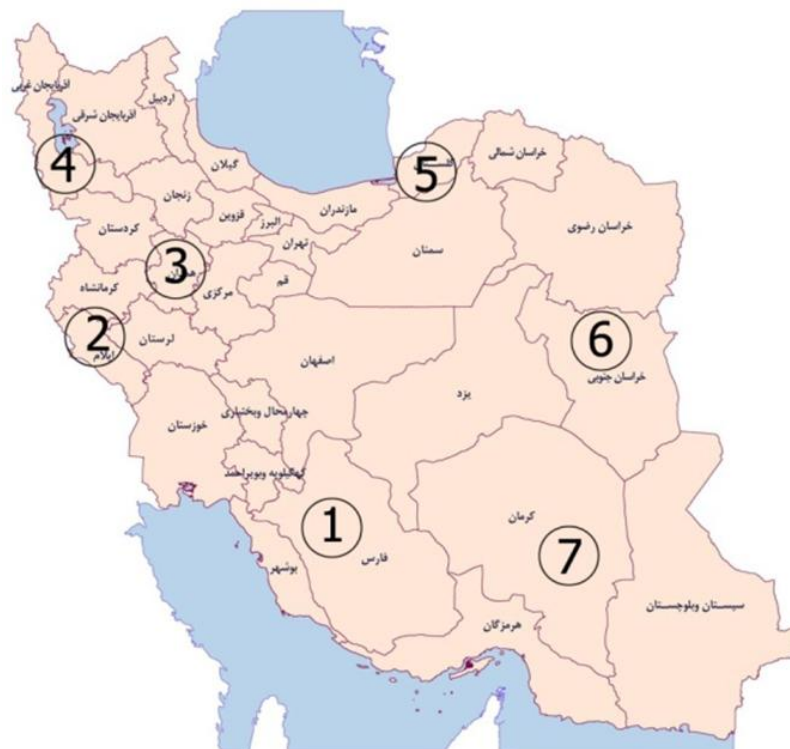 آذربایجان غربی
آذربایجان شرقی
اردبیل
4
گیلان
زنجان
کردستان
قزوین
البرز
تهران
مازندران
5
خراسان شمالی
خراسان رضوی
سمنان
3
کرمانشاه
مرکزی
قم
2
ایلام
لرستان
اصفهان
6
خراسان جنوبی
یزد
خوزستان
چهارمحال وبختیاری
کهگیلویه وبویراحمد
1
فارس
بوشهر
کرمان
7
هرمزگان
سیستان وبلوچستان